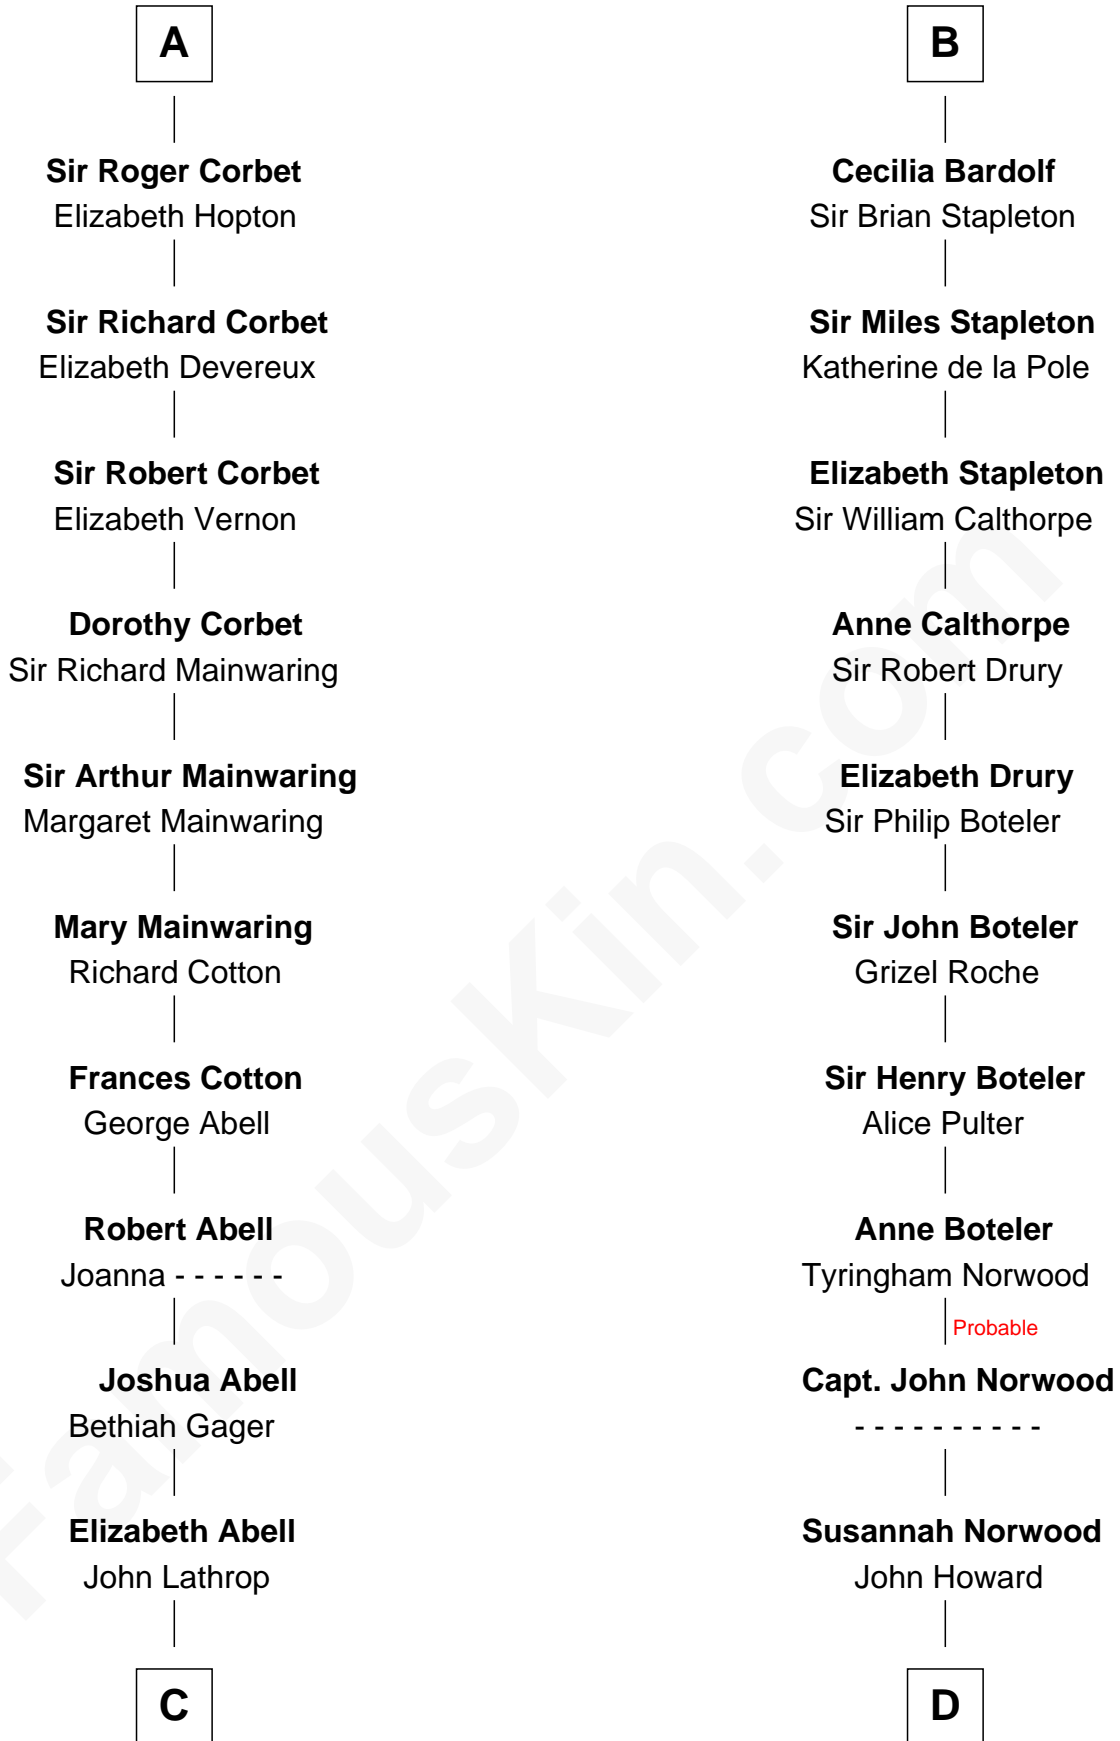 A
Sir Roger Corbet
Elizabeth Hopton
Sir Richard Corbet
Elizabeth Devereux
Sir Robert Corbet
Elizabeth Vernon
Dorothy Corbet
Sir Richard Mainwaring
Sir Arthur Mainwaring
Margaret Mainwaring
Mary Mainwaring
Richard Cotton
Frances Cotton
George Abell
Robert Abell
Joanna - - - - - -
Joshua Abell
Bethiah Gager
Elizabeth Abell
John Lathrop
C
B
Cecilia Bardolf
Sir Brian Stapleton
Sir Miles Stapleton
Katherine de la Pole
Elizabeth Stapleton
Sir William Calthorpe
Anne Calthorpe
Sir Robert Drury
Elizabeth Drury
Sir Philip Boteler
Sir John Boteler
Grizel Roche
Sir Henry Boteler
Alice Pulter
Anne Boteler
Tyringham Norwood
Probable
Capt. John Norwood
- - - - - - - - - -
Susannah Norwood
John Howard
D
FamousKin.com